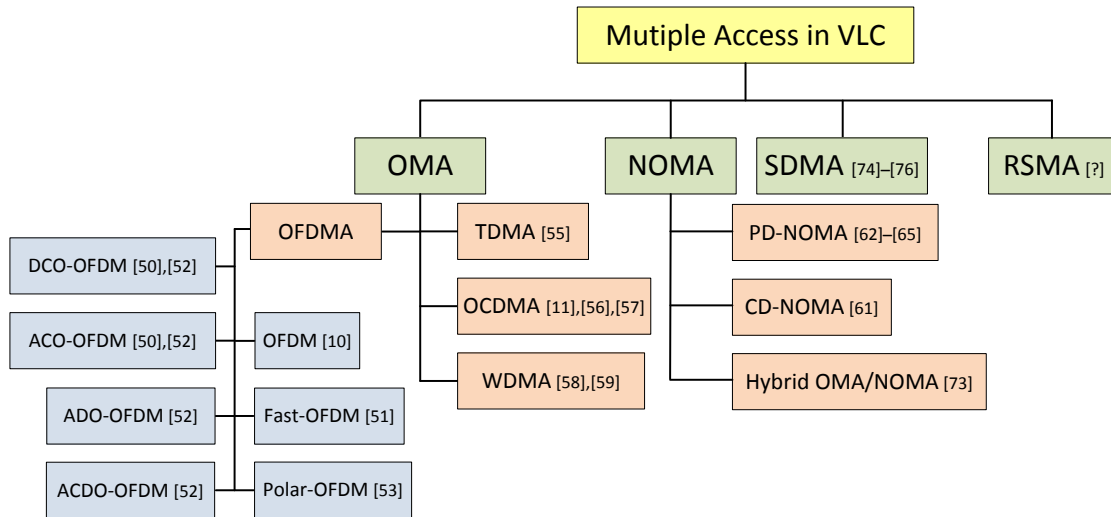 Mutiple Access in VLC
OMA
NOMA
SDMA [74]–[76]
RSMA [?]
OFDMA
TDMA [55]
PD-NOMA [62]–[65]
DCO-OFDM [50],[52]
OCDMA [11],[56],[57]
CD-NOMA [61]
ACO-OFDM [50],[52]
OFDM [10]
WDMA [58],[59]
Hybrid OMA/NOMA [73]
ADO-OFDM [52]
Fast-OFDM [51]
ACDO-OFDM [52]
Polar-OFDM [53]